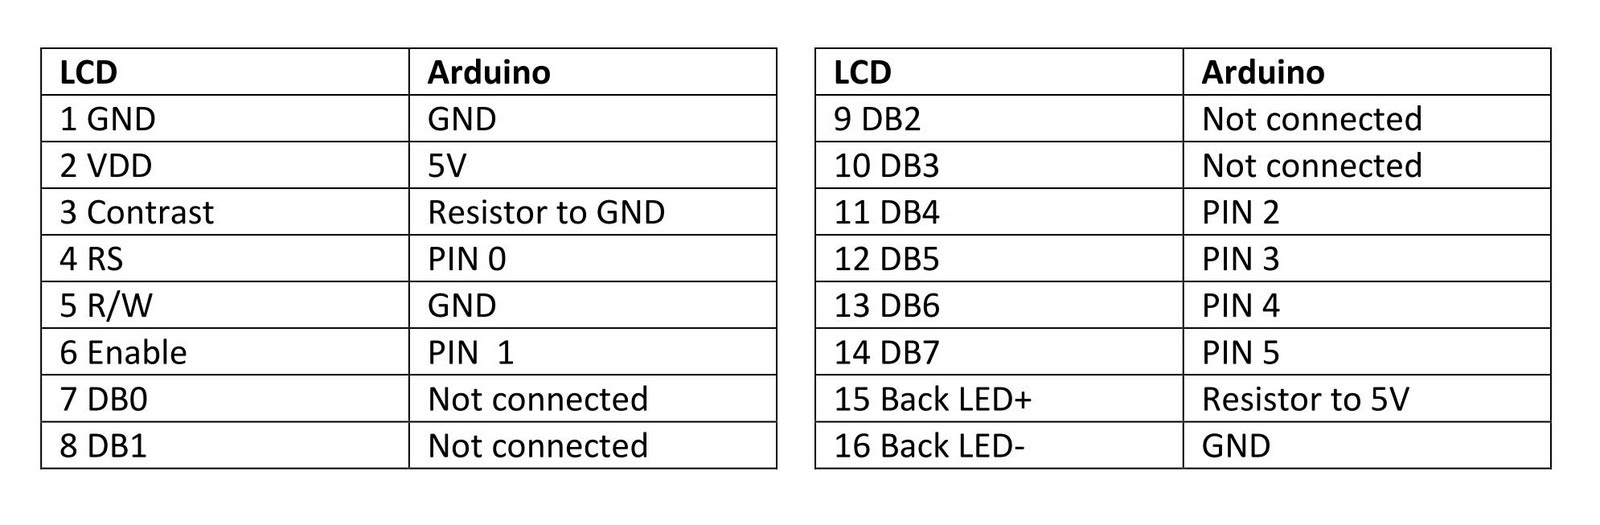 LCD Arduino
1 GND GND
2 VDD 5V
3 Contrast Resistor to GND
4 RS PIN 0
5 R/W GND
6 Enable PIN  1
7 DB0 Not connected
8 DB1 Not connected
LCD Arduino
9 DB2 Not connected
10 DB3 Not connected
11 DB4 PIN 2
12 DB5 PIN 3
13 DB6 PIN 4
14 DB7 PIN 5
15 Back LED+ Resistor to 5V
16 Back LED- GND